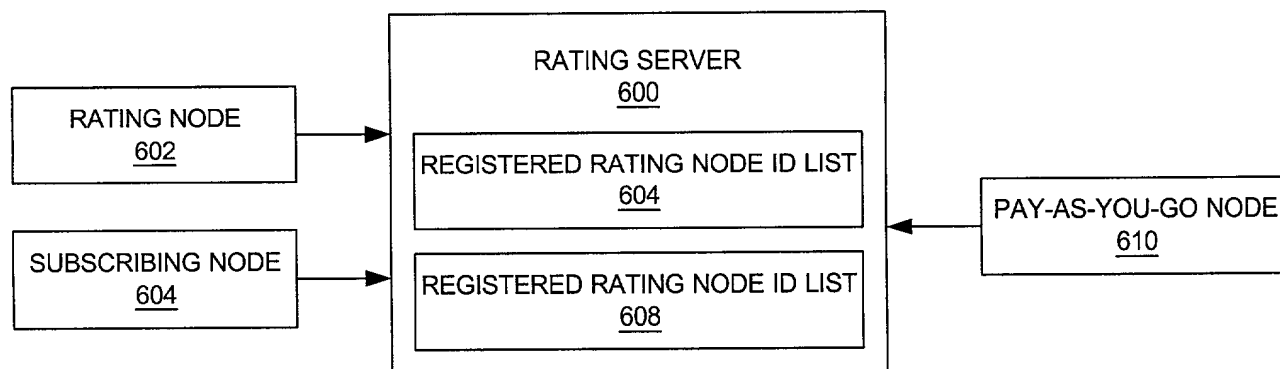 RATING NODE
602
SUBSCRIBING NODE
604
RATING SERVER
600
REGISTERED RATING NODE ID LIST
604
REGISTERED RATING NODE ID LIST
608
PAY-AS-YOU-GO NODE
610